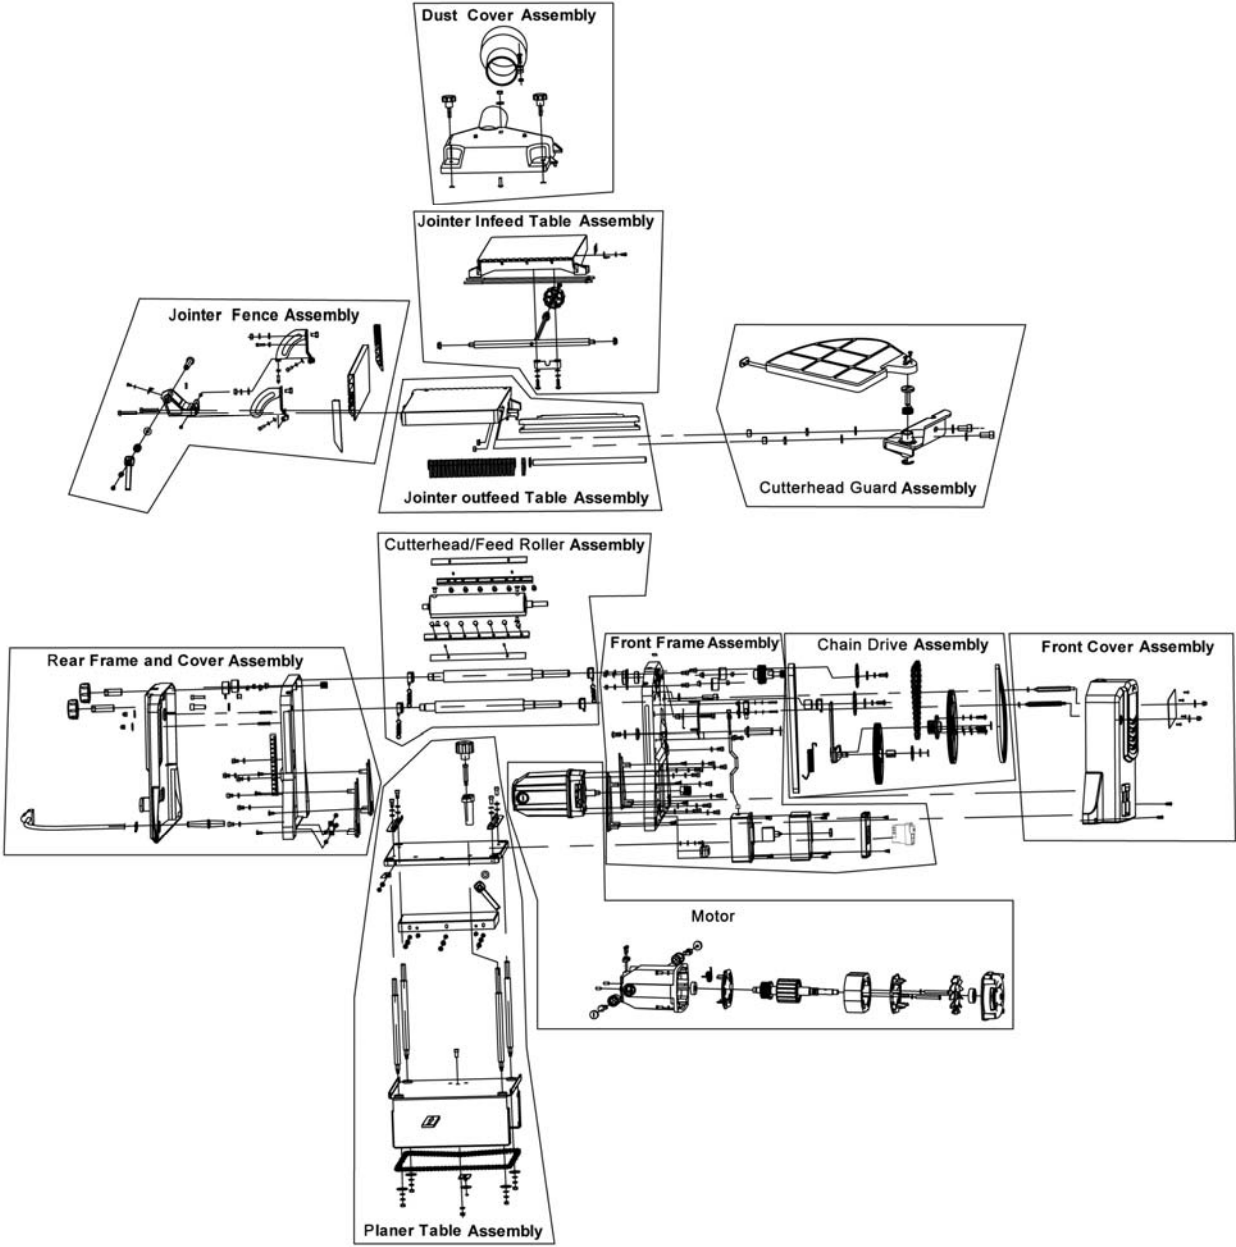 Dust Cover Assembly
Jointer Infeed Table Assembly
Jointer Fence Assembly
Cutterhead Guard Assembly
Jointer outfeed Table Assembly
Cutterhead/Feed Roller Assembly
Rear Frame and Cover Assembly
Front Frame Assembly
Chain Drive Assembly
Front Cover Assembly
Motor
Planer Table Assembly